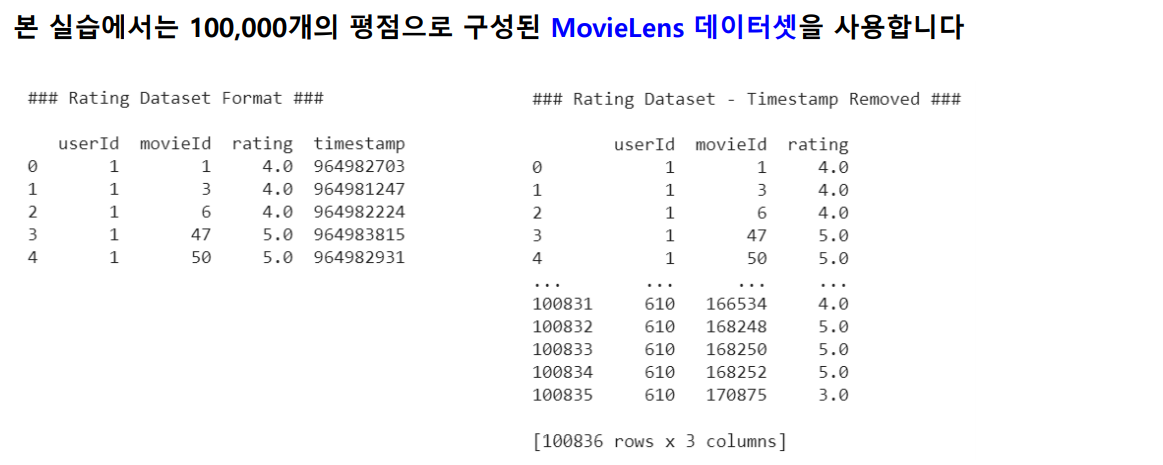 본 실습에서는 100,000개의 평점으로 구성된 MovieLens 데이터셋을 사용합니다
### Rating Dataset Format ###
userId movieId rating timestamp
0 1 1 4.0 964982703
1 1 3 4.0 964981247
2 1 6 4.0 964982224
3 1 47 5.0 964983815
4 1 50 5.0 964982931
### Rating Dataset - Timestamp Removed ###
userId movieId rating
0 1 1 4.0
1 1 3 4.0
2 1 6 4.0
3 1 47 5.0
4 1 50 5.0
... ... ... ...
100831 610 166534 4.0
100832 610 168248 5.0
100833 610 168250 5.0
100834 610 168252 5.0
100835 610 170875 3.0
[100836 rows x 3 columns]